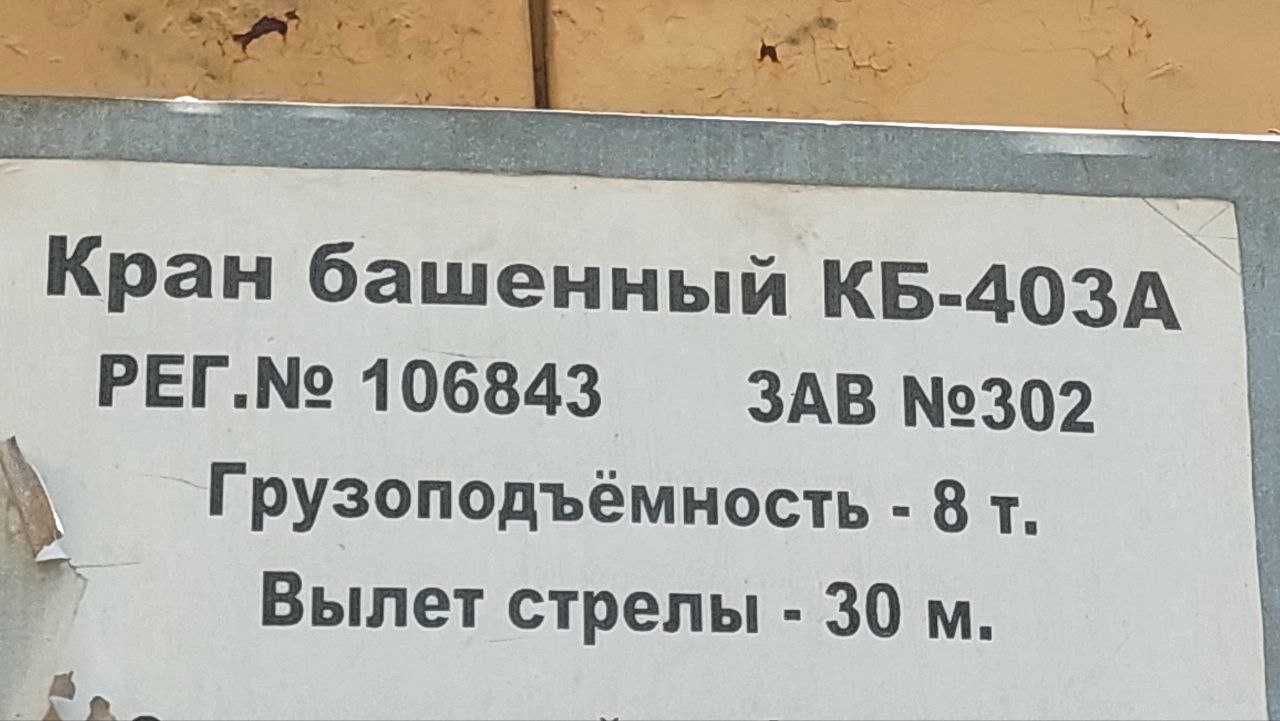 Кран башенный КБ-403А
РЕГ.№ 106843 ЗАВ №302
Грузоподъёмность - 8 т.
Вылет стрелы - 30 м.